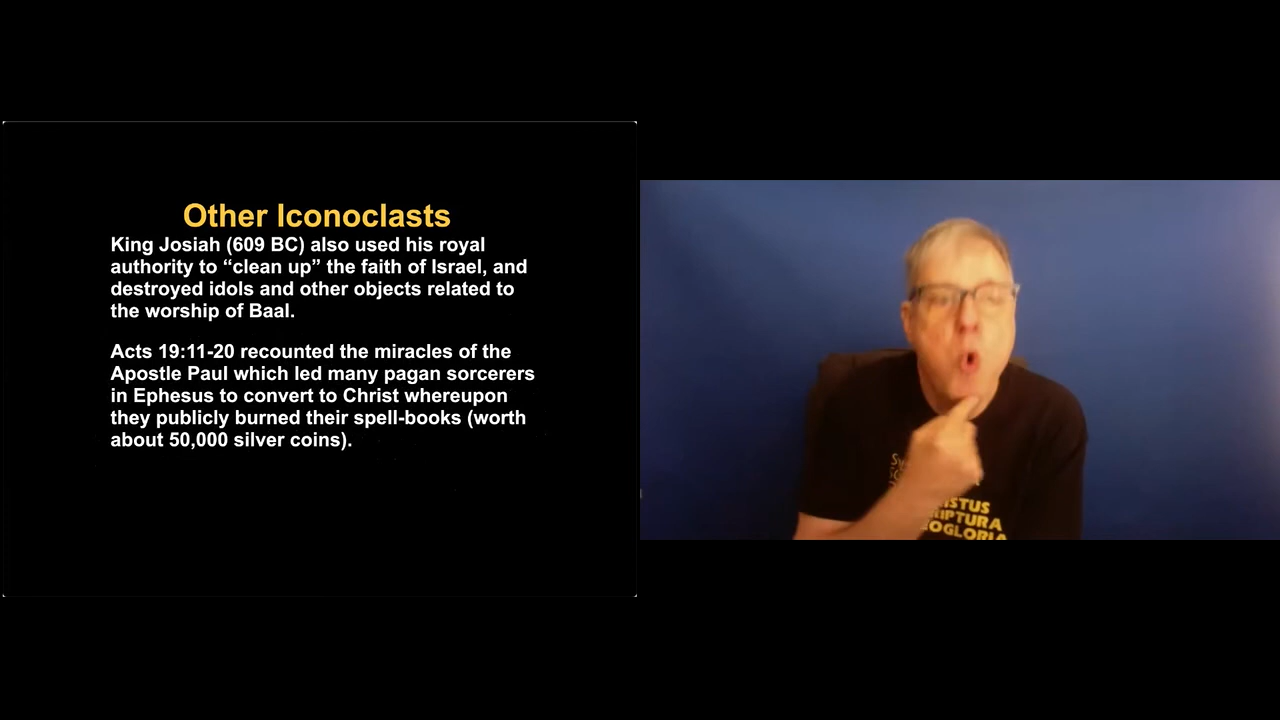 Other Iconoclasts
King Josiah (609 BC) also used his royal
authority to “clean up” the faith of Israel, and
destroyed idols and other objects related to
the worship of Baal.
Acts 19:11-20 recounted the miracles of the
Apostle Paul which led many pagan sorcerers
in Ephesus to convert to Christ whereupon
they publicly burned their spell-books (worth
about 50,000 silver coins).